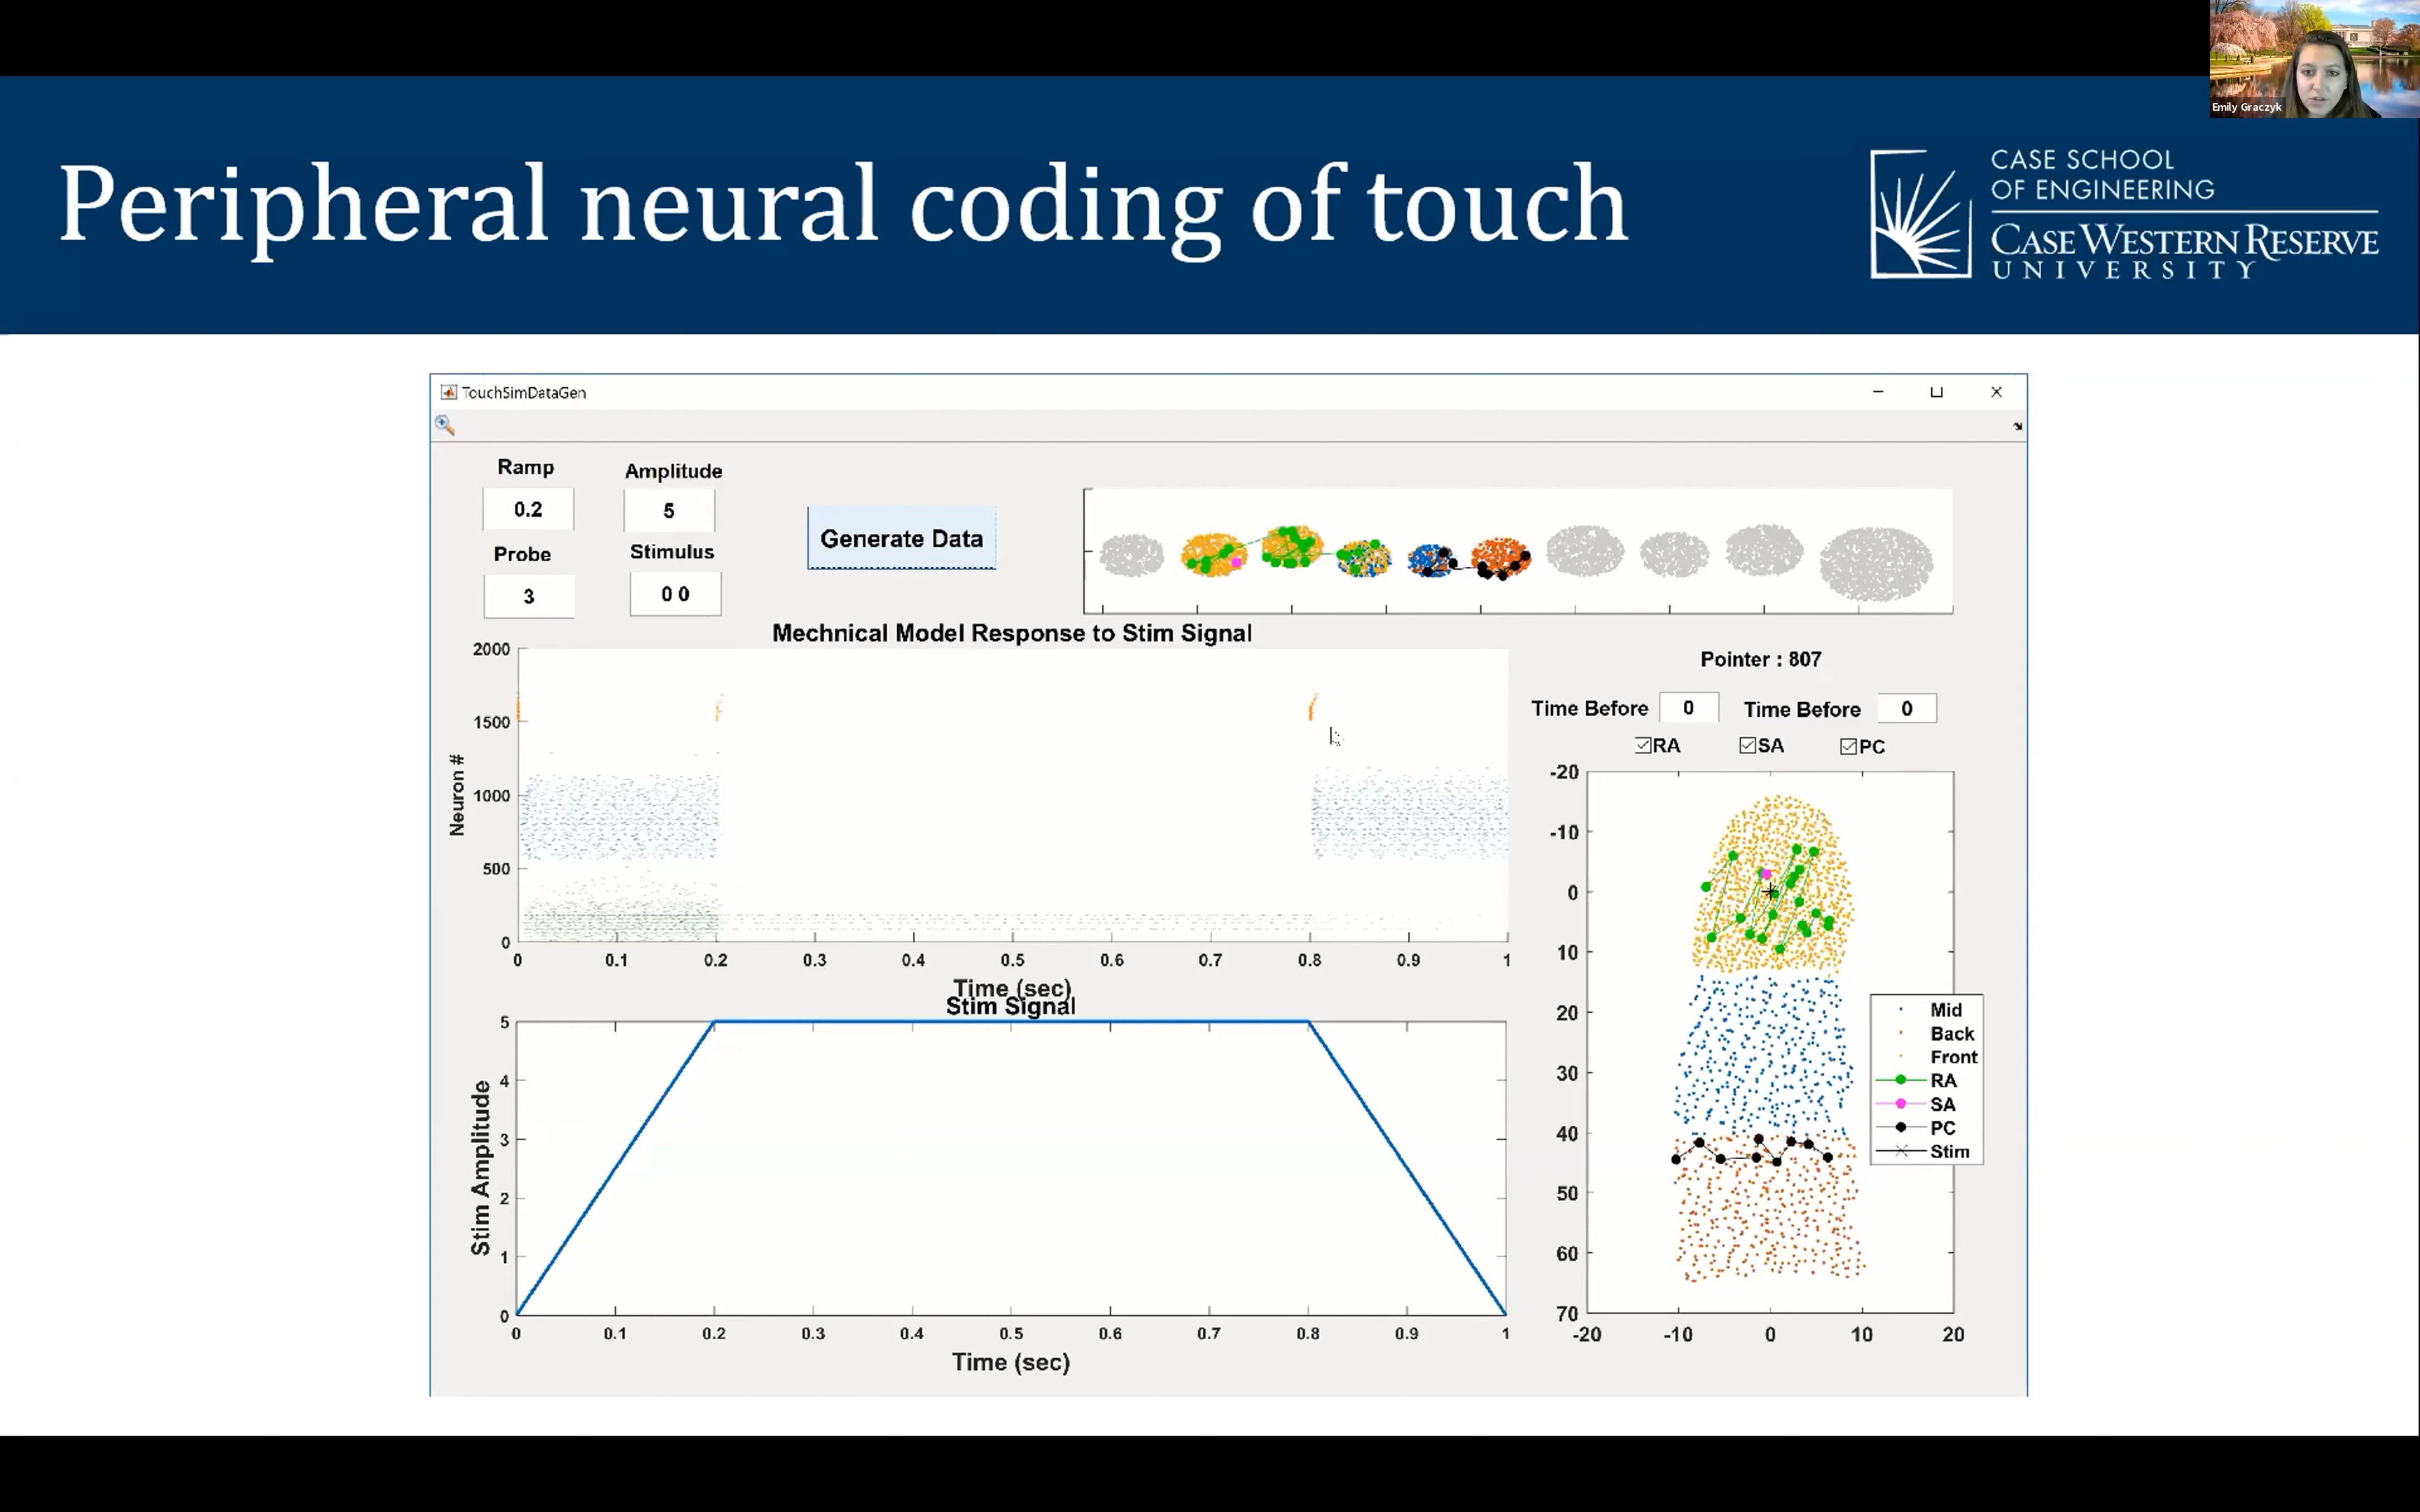 Emily Graczyk
Peripheral neural coding of touch
CASE SCHOOL
OF ENGINEERING
CASE WESTERN RESERVE
UNIVERSITY
TouchSimDataGen
Ramp
Amplitude
0.2
5
Probe
Stimulus
3
0 0
Generate Data
Mechnical Model Response to Stim Signal
2000
1500
1000
500
0
Neuron #
0 0.1 0.2 0.3 0.4 0.5 0.6 0.7 0.8 0.9 1
Time (sec)
Stim Signal
5
4
3
2
1
0
Stim Amplitude
0 0.1 0.2 0.3 0.4 0.5 0.6 0.7 0.8 0.9 1
Time (sec)
Pointer : 807
Time Before 0 Time Before 0
RA SA PC
-20
-10
0
10
20
30
40
50
60
70
-20 -10 0 10 20
Mid
Back
Front
RA
SA
PC
Stim